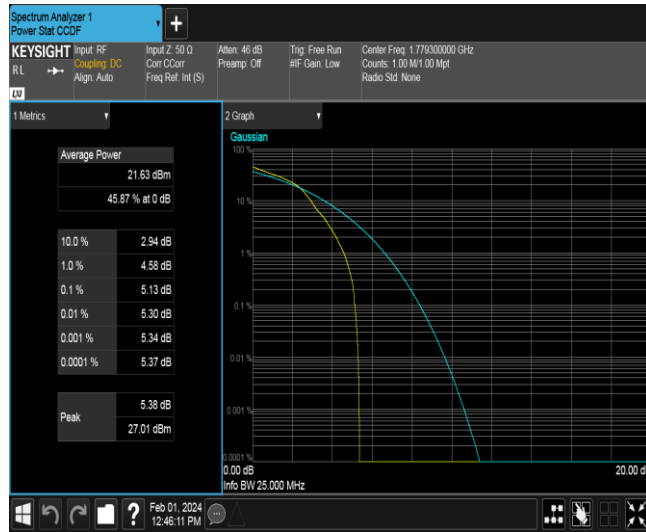 Spectrum Analyzer 1
Power Stat CCDF
+
KEYSIGHT
RL
LXI
Input: RF
Coupling: DC
Align: Auto
Input Z: 50 Ω
Corr CCorr
Freq Ref: Int (S)
Atten: 46 dB
Preamp: Off
Trig: Free Run
#IF Gain: Low
Center Freq: 1.779300000 GHz
Counts: 1.00 M/1.00 Mpt
Radio Std: None
1 Metrics
Average Power
21.63 dBm
45.87 % at 0 dB
10.0 % 2.94 dB
1.0 % 4.58 dB
0.1 % 5.13 dB
0.01 % 5.30 dB
0.001 % 5.34 dB
0.0001 % 5.37 dB
Peak
5.38 dB
27.01 dBm
2 Graph
Gaussian
100 %
10 %
1 %
0.1 %
0.01 %
0.001 %
0.0001 %
0.00 dB
20.00 d
Info BW 25.000 MHz
?
Feb 01, 2024
12:46:11 PM